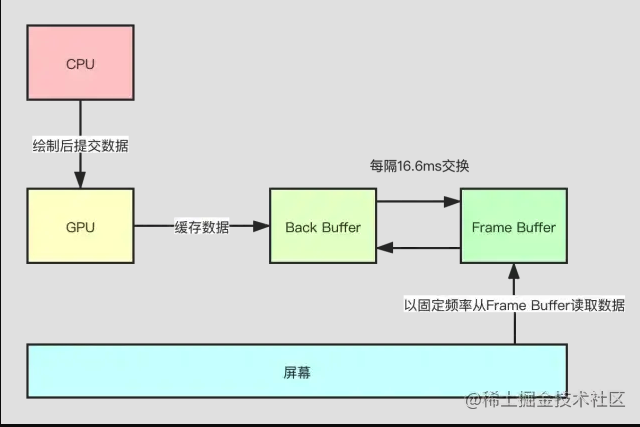 CPU
绘制后提交数据
每隔16.6ms交换
GPU
缓存数据
Back Buffer
Frame Buffer
以固定频率从Frame Buffer读取数据
屏幕
@稀土掘金技术社区